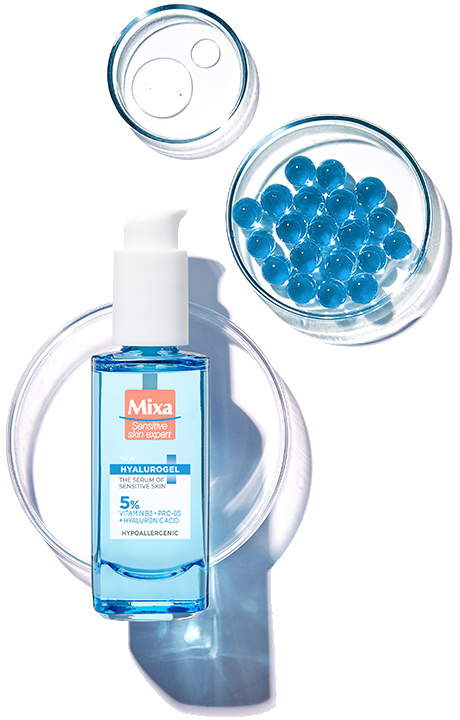 Mixa
Sensitive
skin expert
NEW
HYALUROGEL
THE SERUM OF
SENSITIVE SKIN
5%
VITAMIN B3 + PRO-B5
+ HYALURONIC ACID
HYPOALLERGENIC